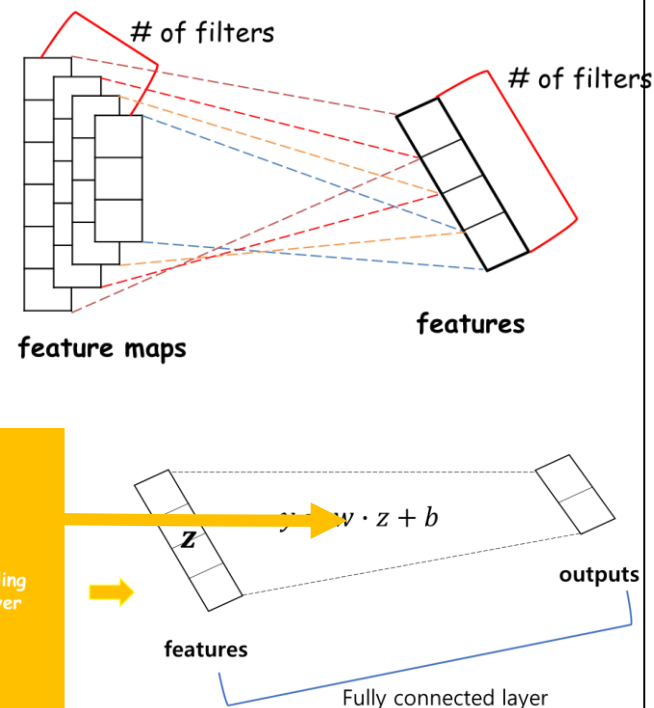 # of filters
# of filters
features
feature maps
z
w · z + b
outputs
features
Fully connected layer